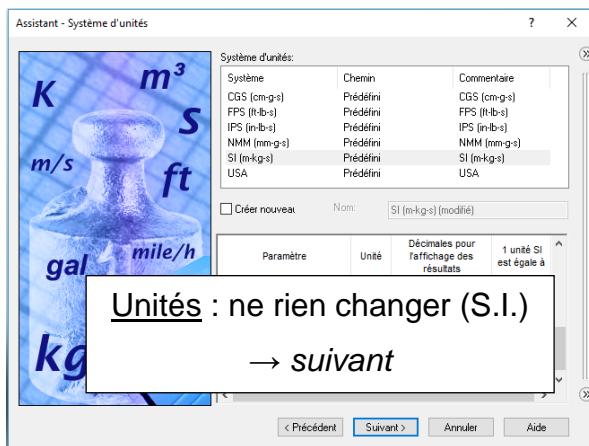 Assistant - Système d'unités ? ×
K
m³
S
m/s
ft
gal
mile/h
kg
Système d'unités:
Système Chemin Commentaire
CGS (cm-g-s) Prédéfini CGS (cm-g-s)
FPS (ft-lb-s) Prédéfini FPS (ft-lb-s)
IPS (in-lb-s) Prédéfini IPS (in-lb-s)
NMM (mm-g-s) Prédéfini NMM (mm-g-s)
SI (m-kg-s) Prédéfini SI (m-kg-s)
USA Prédéfini USA
Créer nouveau Nom: SI (m-kg-s) (modifié)
Paramètre Unité Décimales pour l'affichage des résultats 1 unité SI est égale à
Unités : ne rien changer (S.I.)
→ suivant
< Précédent Suivant > Annuler Aide